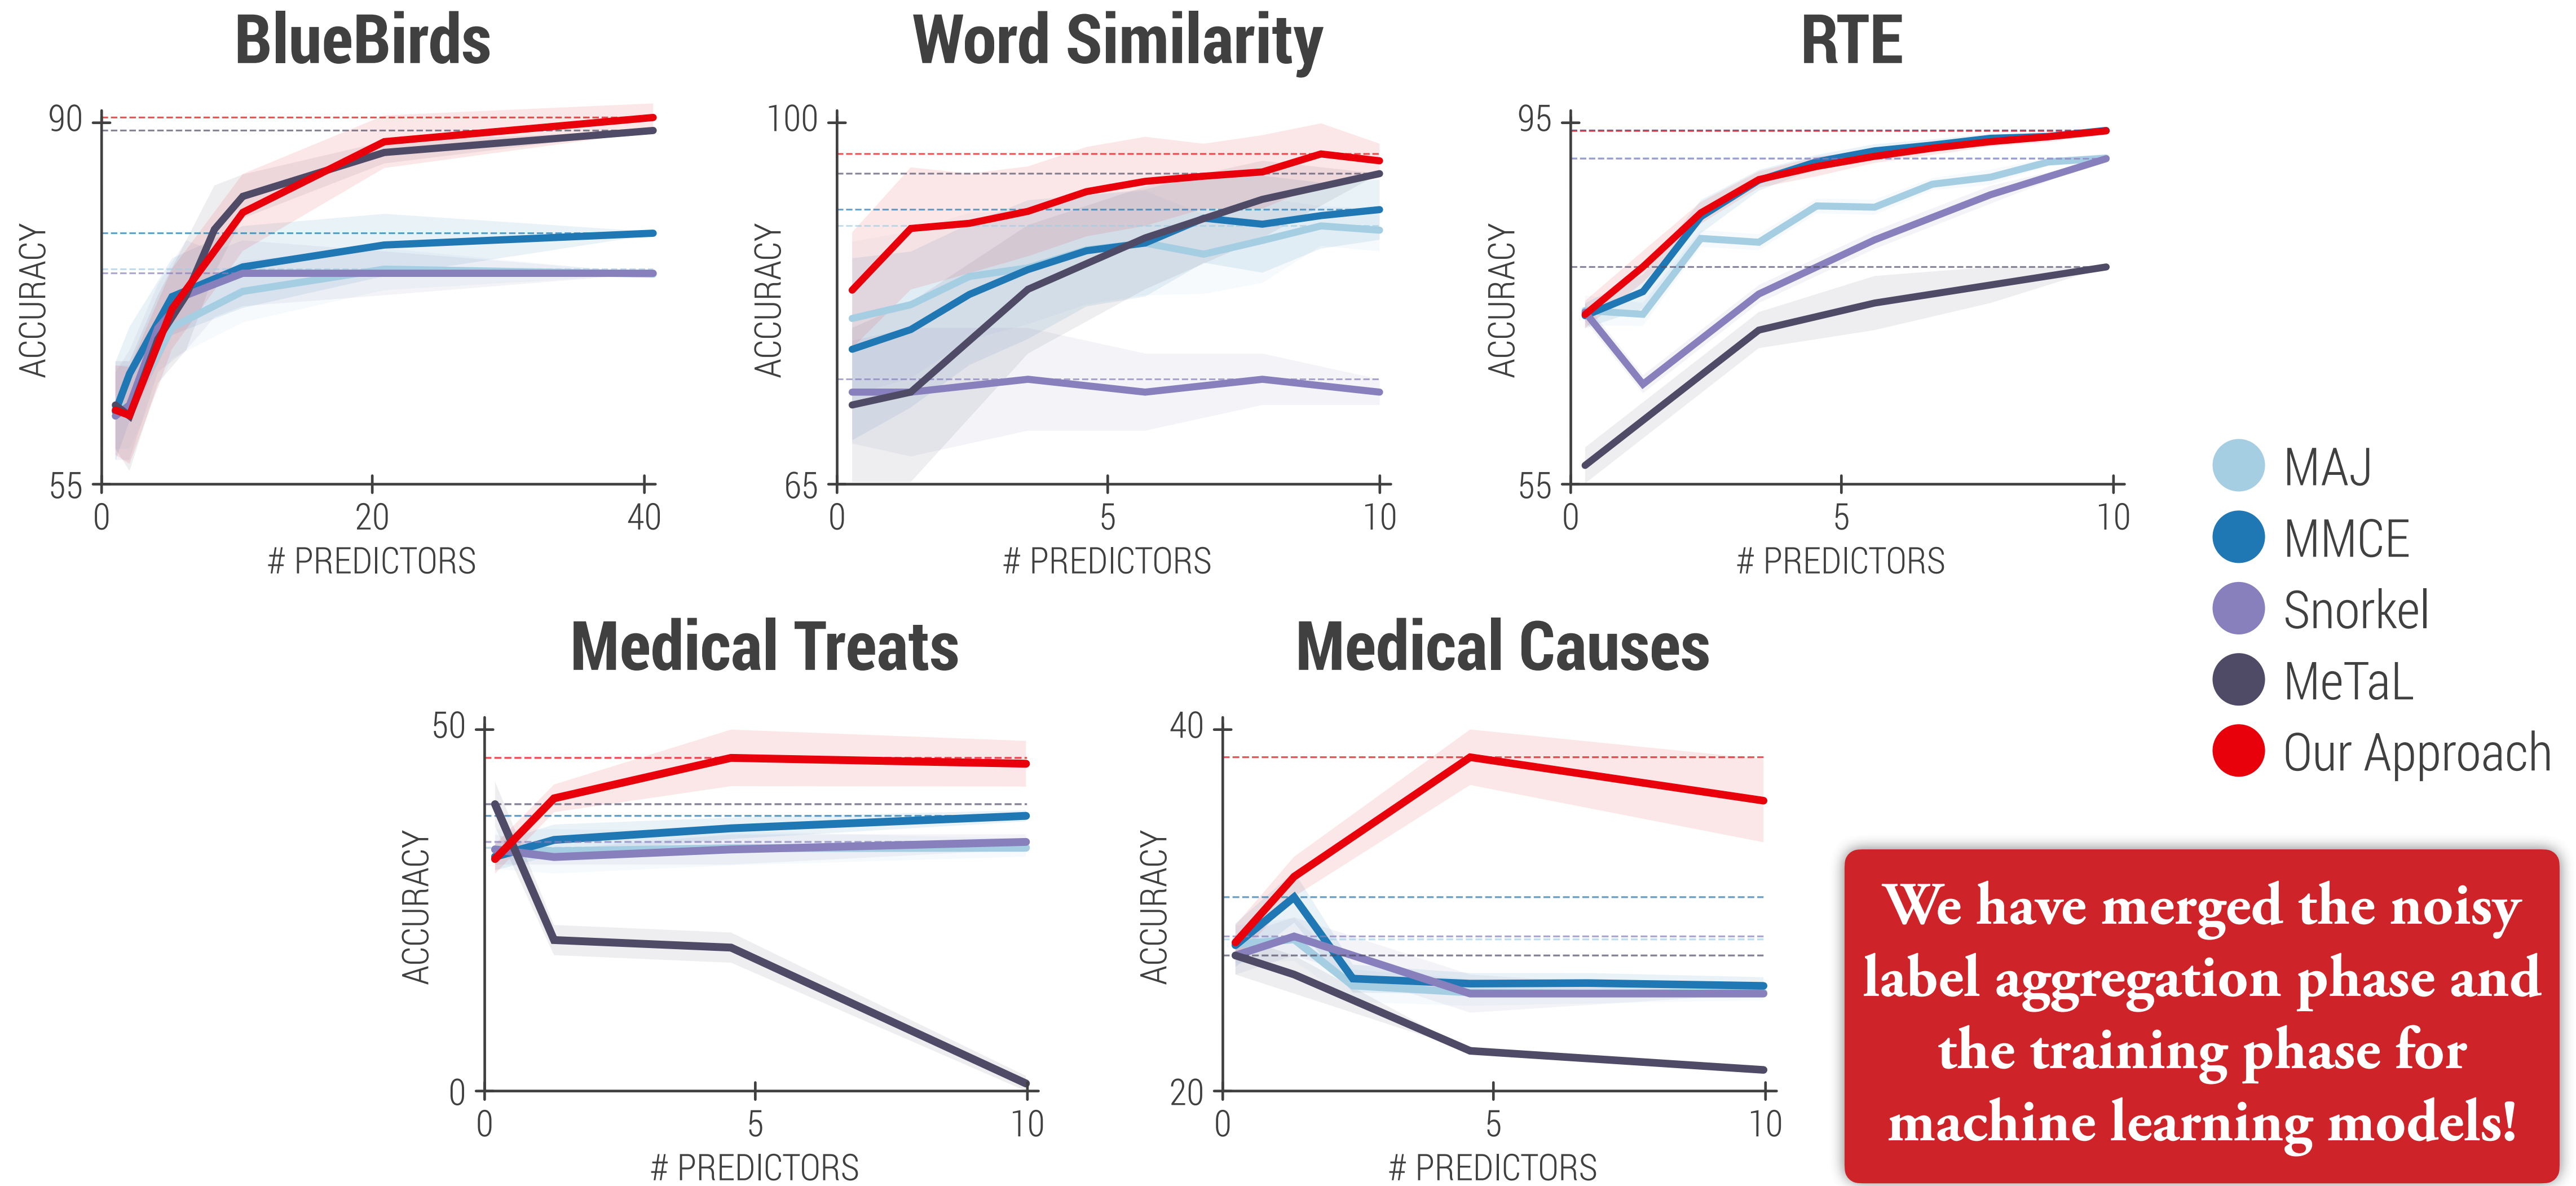 BlueBirds
90
55
ACCURACY
0
20
40
# PREDICTORS
Word Similarity
100
65
ACCURACY
0
5
10
# PREDICTORS
RTE
95
55
ACCURACY
0
5
10
# PREDICTORS
MAJ
MMCE
Snorkel
MeTaL
Our Approach
Medical Treats
50
0
ACCURACY
0
5
10
# PREDICTORS
Medical Causes
40
20
ACCURACY
0
5
10
# PREDICTORS
We have merged the noisy
label aggregation phase and
the training phase for
machine learning models!